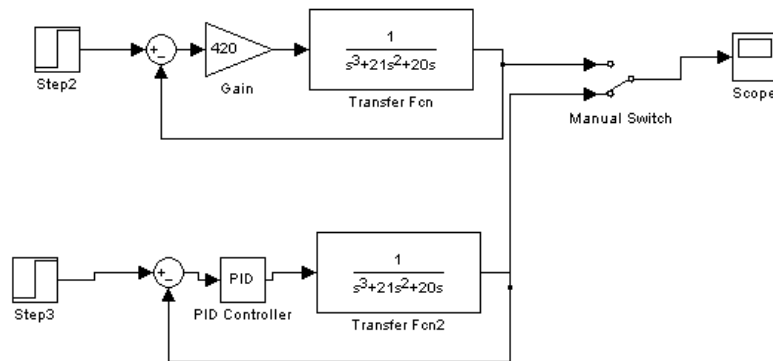 Step2
+
−
420
Gain
1
s³+21s²+20s
Transfer Fcn
Manual Switch
Scope
Step3
+
−
PID
PID Controller
1
s³+21s²+20s
Transfer Fcn2